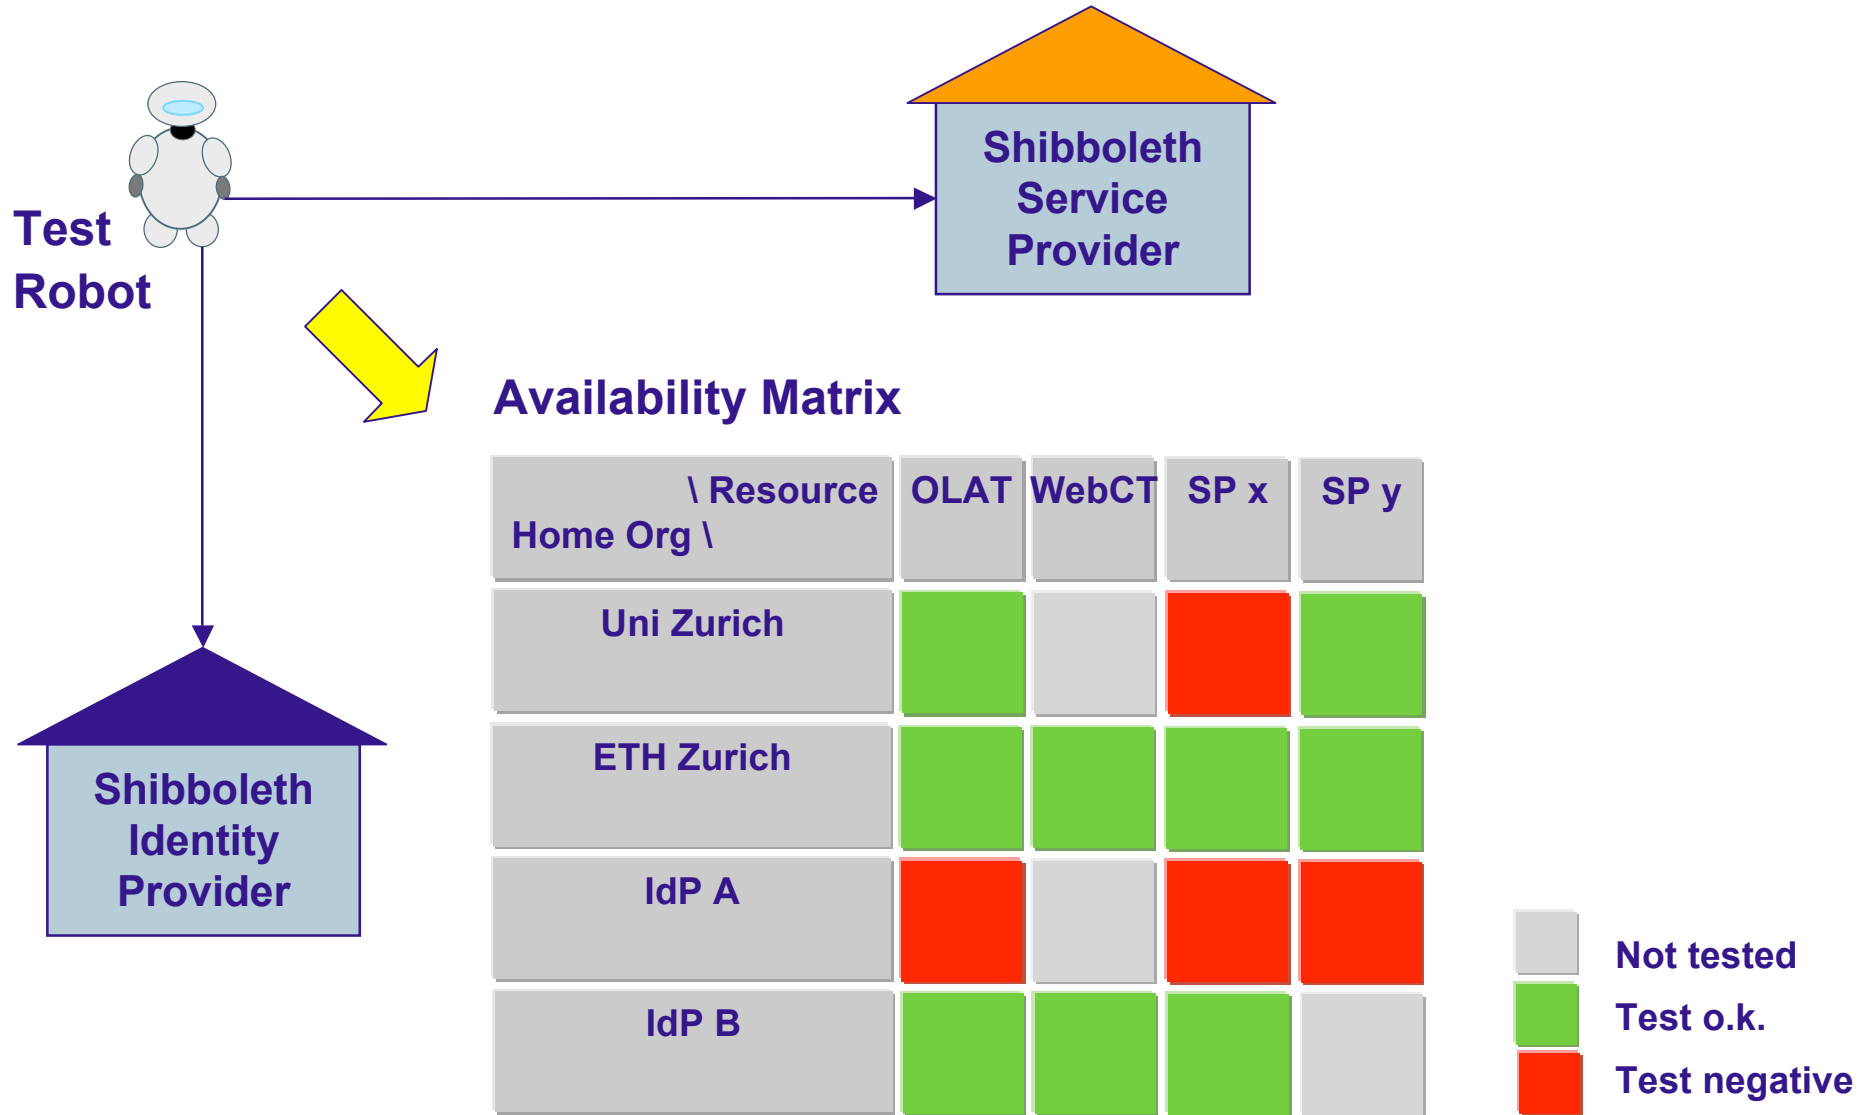 Shibboleth
Service
Provider
Test
Robot
Availability Matrix
\ Resource
Home Org \
OLAT
WebCT
SP x
SP y
Uni Zurich
ETH Zurich
IdP A
IdP B
Shibboleth
Identity
Provider
Not tested
Test o.k.
Test negative